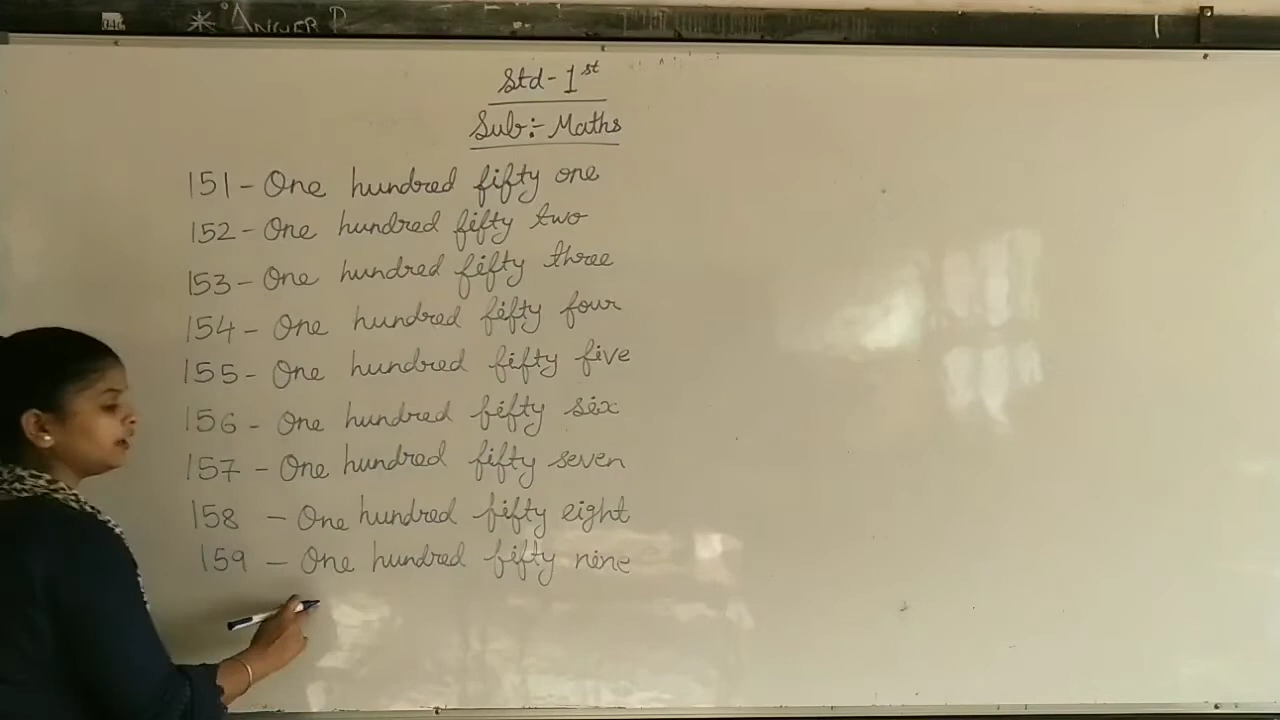 * ANSWER
Std - 1st
Sub:- Maths
151 - One hundred fifty one
152 - One hundred fifty two
153 - One hundred fifty three
154 - One hundred fifty four
155 - One hundred fifty five
156 - One hundred fifty six
157 - One hundred fifty seven
158 - One hundred fifty eight
159 - One hundred fifty nine